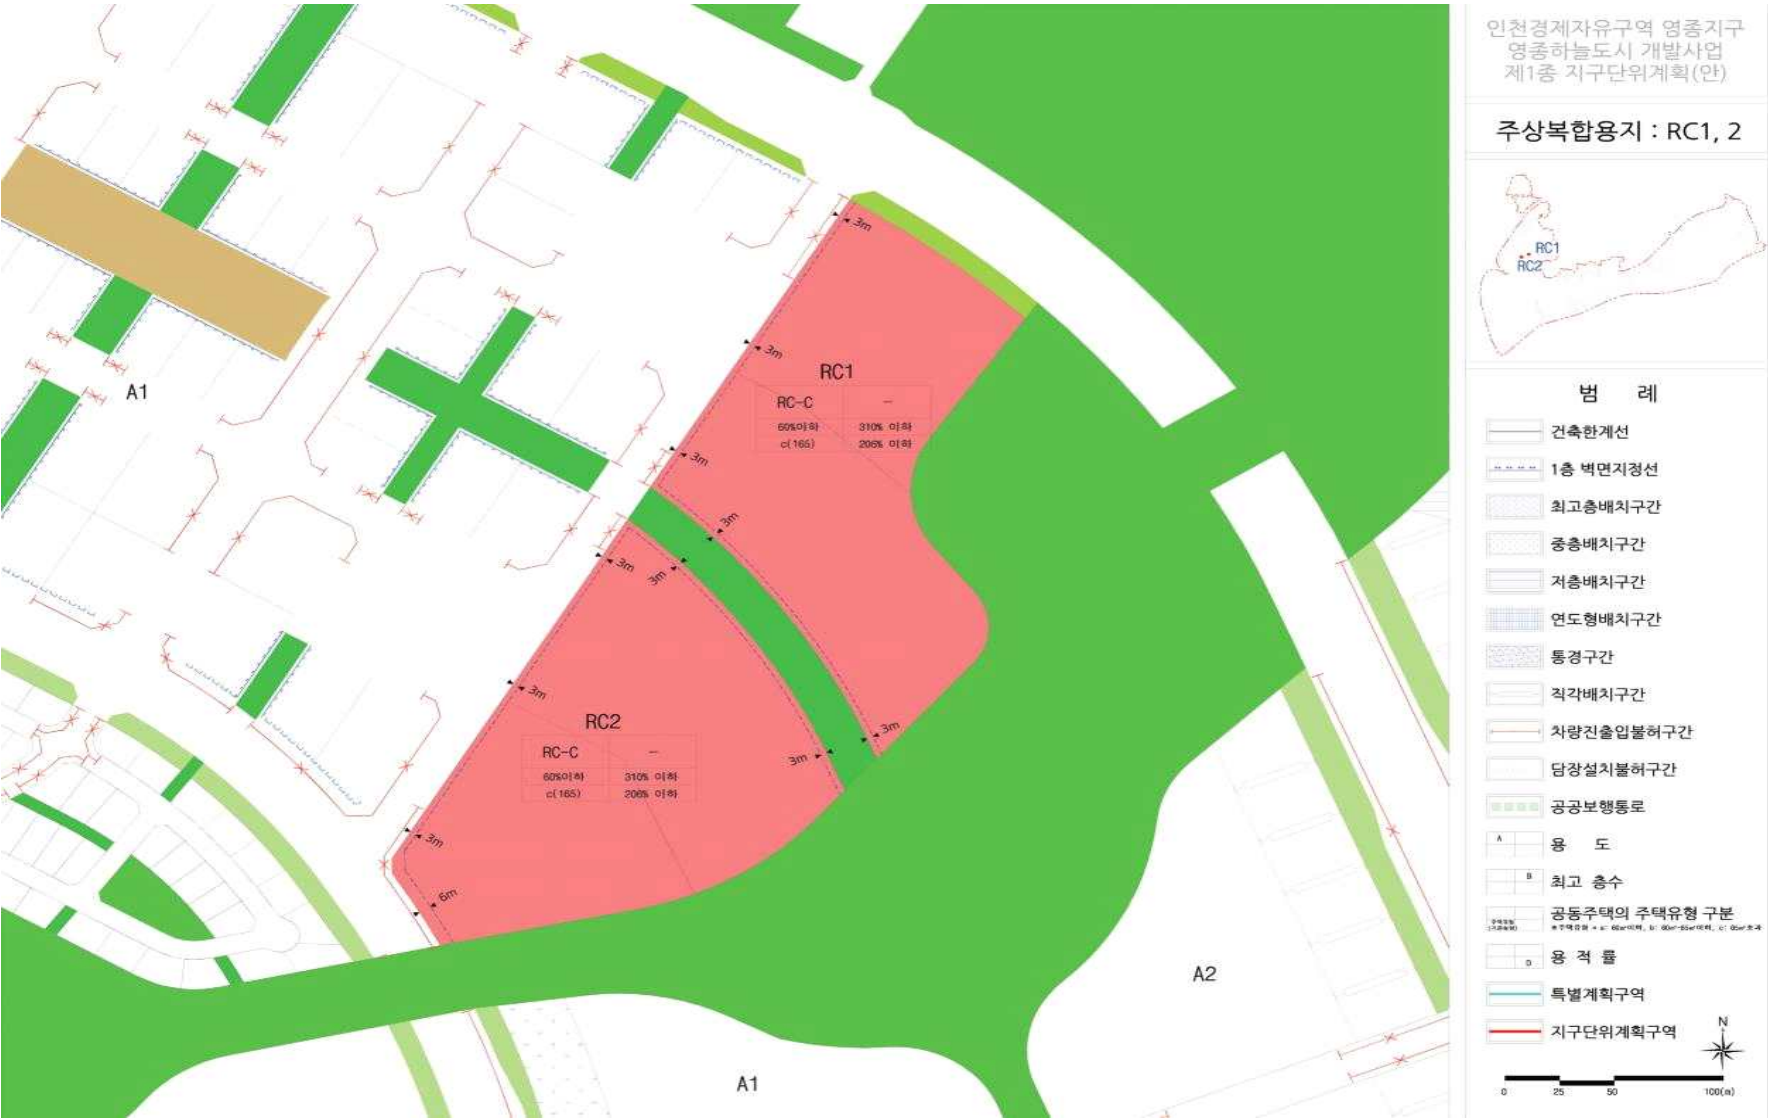 인천경제자유구역 영종지구
영종하늘도시 개발사업
제1종 지구단위계획(안)
주상복합용지 : RC1, 2
RC1
RC2
범 례
건축한계선
1층 벽면지정선
최고층배치구간
중층배치구간
저층배치구간
연도형배치구간
통경구간
직각배치구간
차량진출입불허구간
담장설치불허구간
공공보행통로
A
용 도
B
최고 층수
공동주택의 주택유형 구분
D
용 적 률
특별계획구역
지구단위계획구역
N
0 25 50 100(m)
A1
3m
3m
3m
RC1
RC-C -
60%이하 310% 이하
c(165) 206% 이하
3m
3m
3m
3m
RC2
RC-C -
60%이하 310% 이하
c(165) 206% 이하
3m
3m
3m
6m
A2
A1